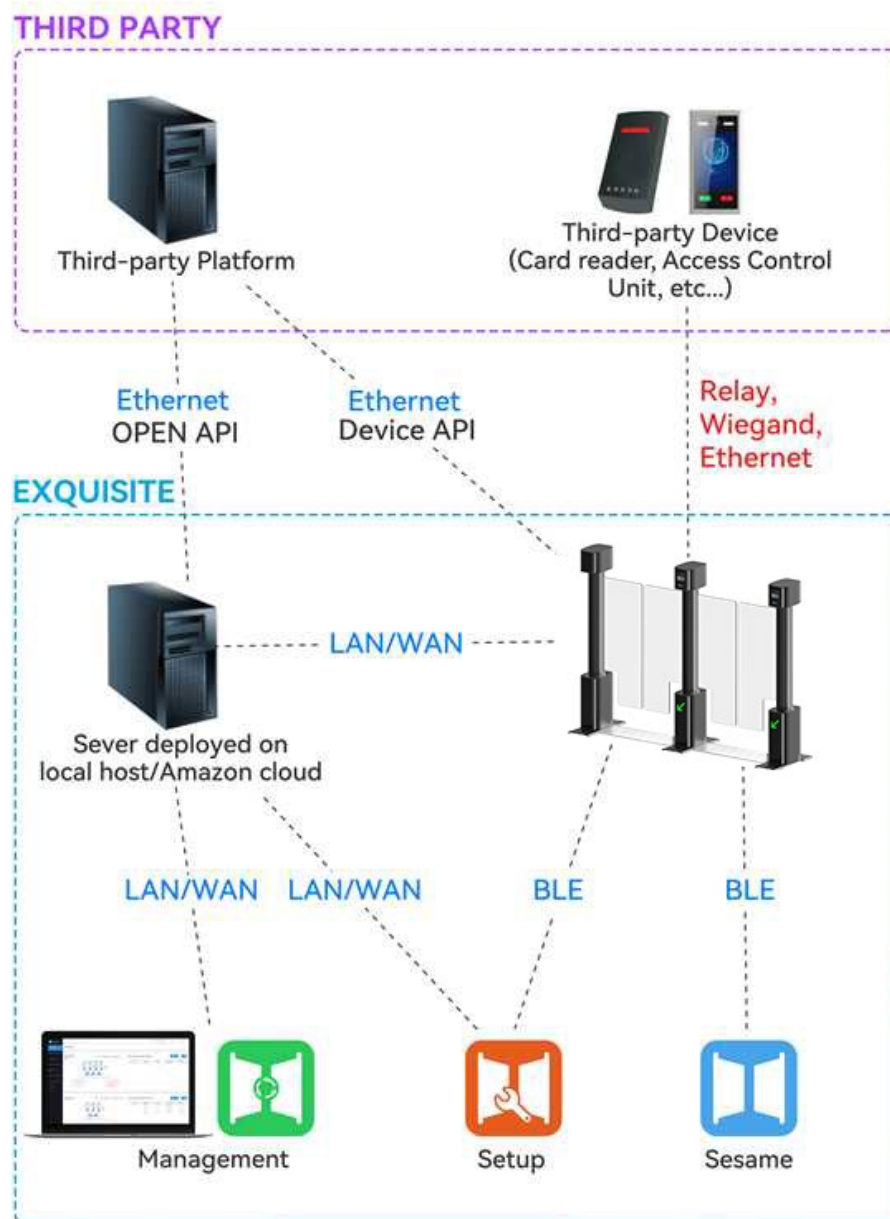 THIRD PARTY
Third-party Platform
Third-party Device
(Card reader, Access Control
Unit, etc...)
Ethernet
OPEN API
Ethernet
Device API
Relay,
Wiegand,
Ethernet
EXQUISITE
LAN/WAN
Sever deployed on
local host/Amazon cloud
LAN/WAN
LAN/WAN
BLE
BLE
Management
Setup
Sesame